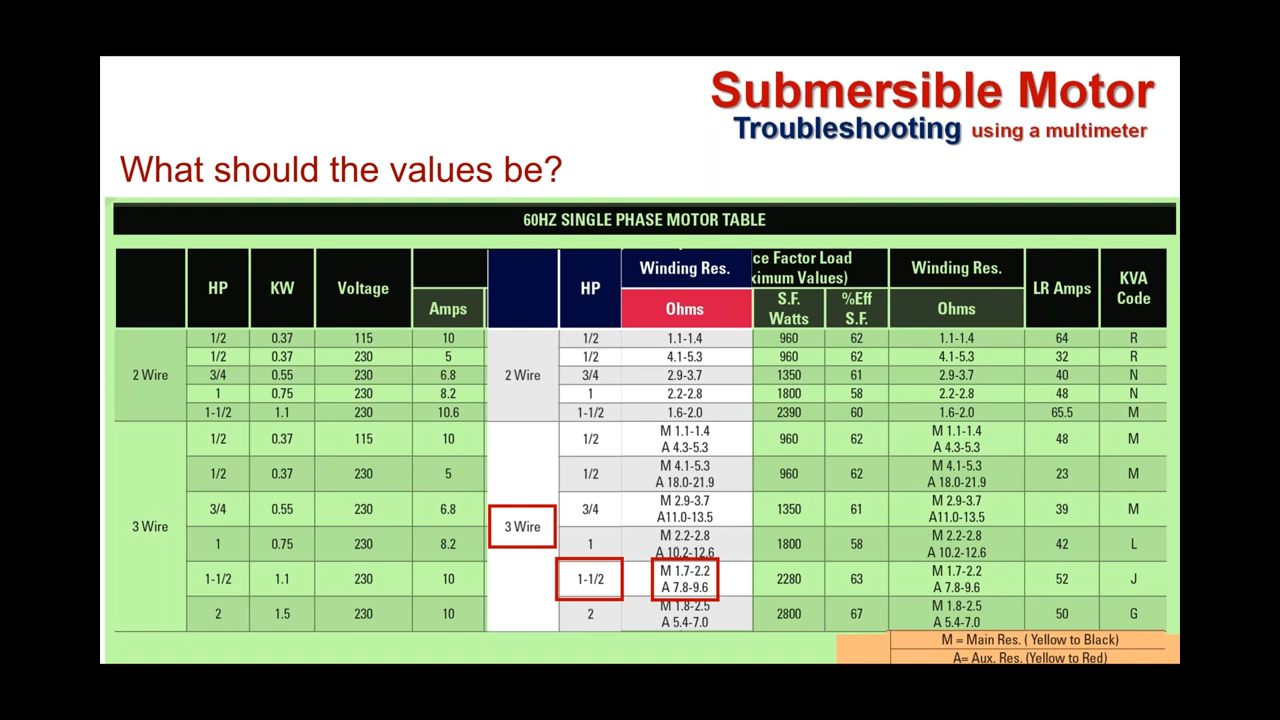 Submersible Motor
Troubleshooting using a multimeter
What should the values be?
60HZ SINGLE PHASE MOTOR TABLE
HP KW Voltage Amps HP Winding Res. Ohms ce Factor Load S.F. Watts %Eff S.F. Winding Res. Ohms LR Amps KVA Code
2 Wire 2 Wire
1/2 0.37 115 10 1/2 1.1-1.4 960 62 1.1-1.4 64 R
1/2 0.37 230 5 1/2 4.1-5.3 960 62 4.1-5.3 32 R
3/4 0.55 230 6.8 3/4 2.9-3.7 1350 61 2.9-3.7 40 N
1 0.75 230 8.2 1 2.2-2.8 1800 58 2.2-2.8 48 N
1-1/2 1.1 230 10.6 1-1/2 1.6-2.0 2390 60 1.6-2.0 65.5 M
3 Wire 3 Wire
1/2 0.37 115 10 1/2 M 1.1-1.4 A 4.3-5.3 960 62 M 1.1-1.4 A 4.3-5.3 48 M
1/2 0.37 230 5 1/2 M 4.1-5.3 A 18.0-21.9 960 62 M 4.1-5.3 A 18.0-21.9 23 M
3/4 0.55 230 6.8 3/4 M 2.9-3.7 A11.0-13.5 1350 61 M 2.9-3.7 A11.0-13.5 39 M
1 0.75 230 8.2 1 M 2.2-2.8 A 10.2-12.6 1800 58 M 2.2-2.8 A 10.2-12.6 42 L
1-1/2 1.1 230 10 1-1/2 M 1.7-2.2 A 7.8-9.6 2280 63 M 1.7-2.2 A 7.8-9.6 52 J
2 1.5 230 10 2 M 1.8-2.5 A 5.4-7.0 2800 67 M 1.8-2.5 A 5.4-7.0 50 G
M = Main Res. ( Yellow to Black)
A= Aux. Res. (Yellow to Red)